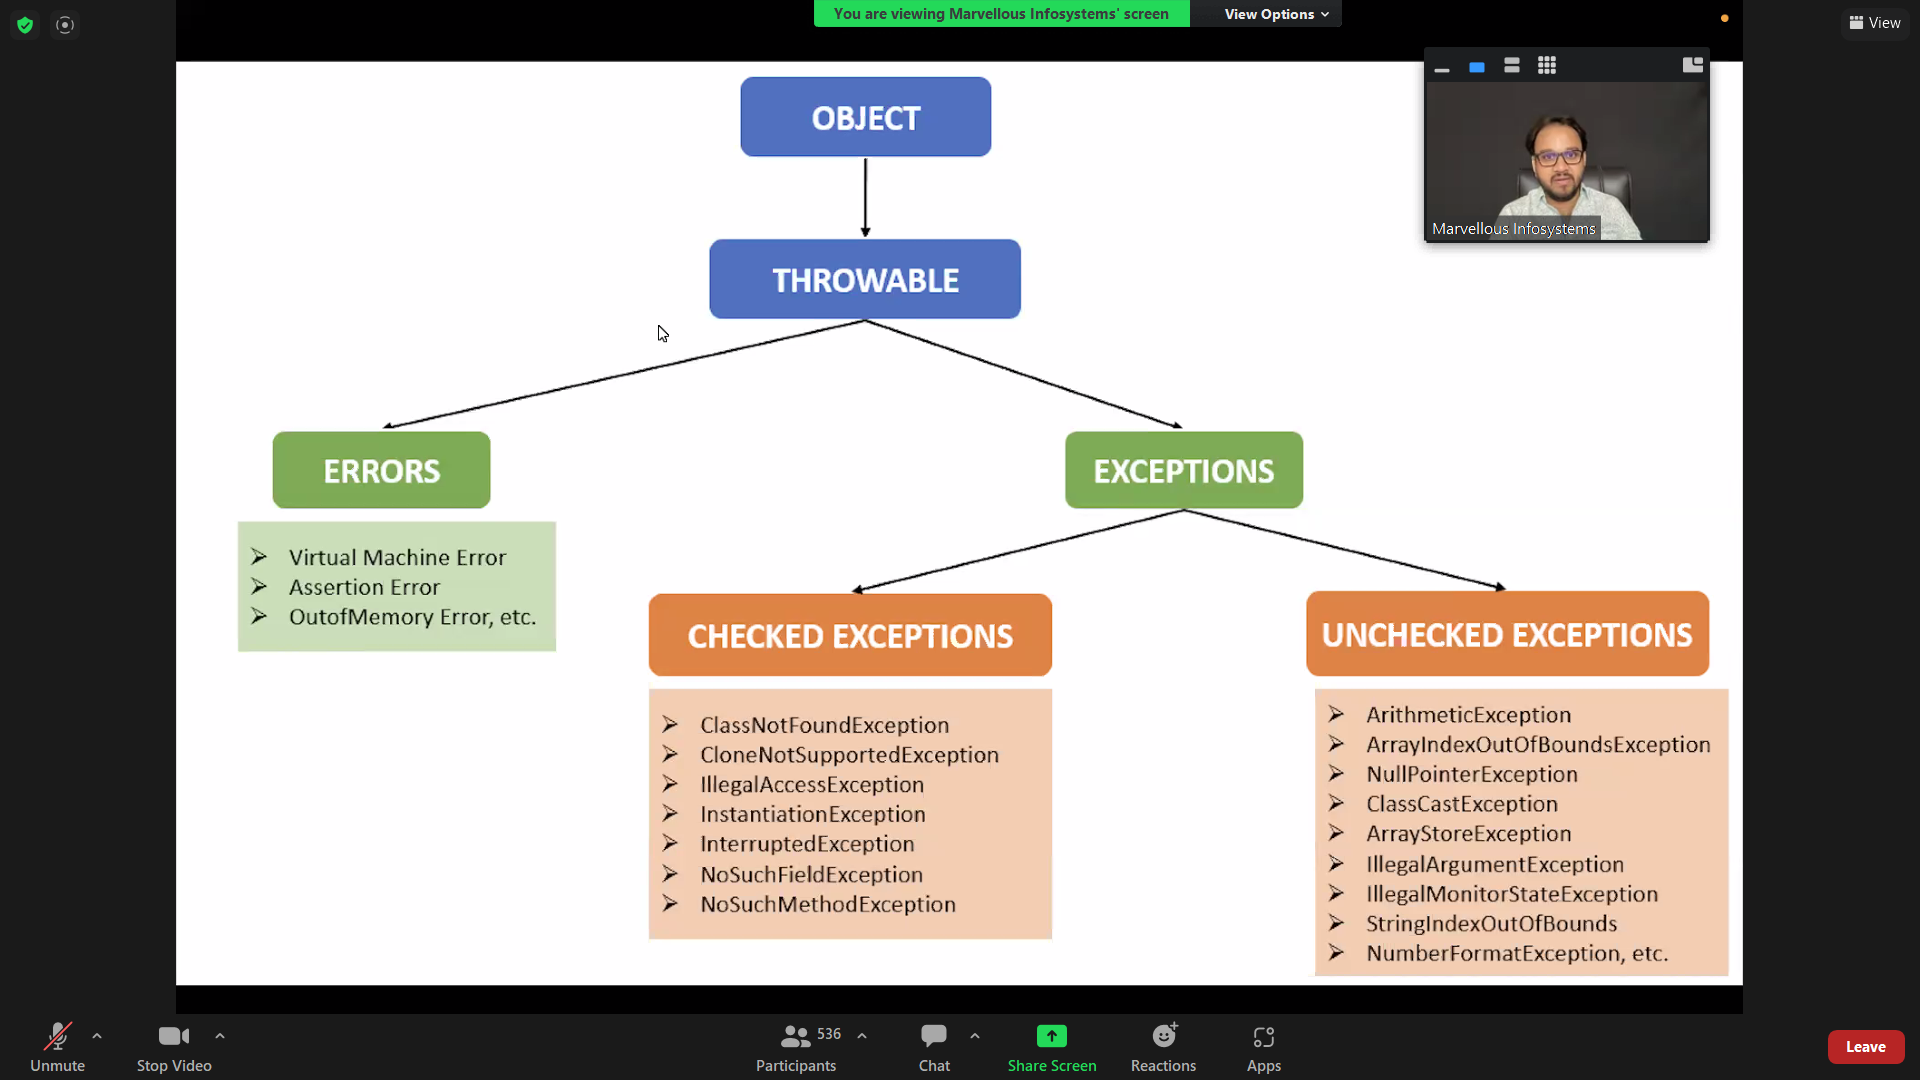 You are viewing Marvellous Infosystems' screen
View Options
View
OBJECT
Marvellous Infosystems
THROWABLE
ERRORS
EXCEPTIONS
Virtual Machine Error
Assertion Error
OutofMemory Error, etc.
CHECKED EXCEPTIONS
UNCHECKED EXCEPTIONS
ClassNotFoundException
CloneNotSupportedException
IllegalAccessException
InstantiationException
InterruptedException
NoSuchFieldException
NoSuchMethodException
ArithmeticException
ArrayIndexOutOfBoundsException
NullPointerException
ClassCastException
ArrayStoreException
IllegalArgumentException
IllegalMonitorStateException
StringIndexOutOfBounds
NumberFormatException, etc.
Unmute
Stop Video
536
Participants
Chat
Share Screen
Reactions
Apps
Leave